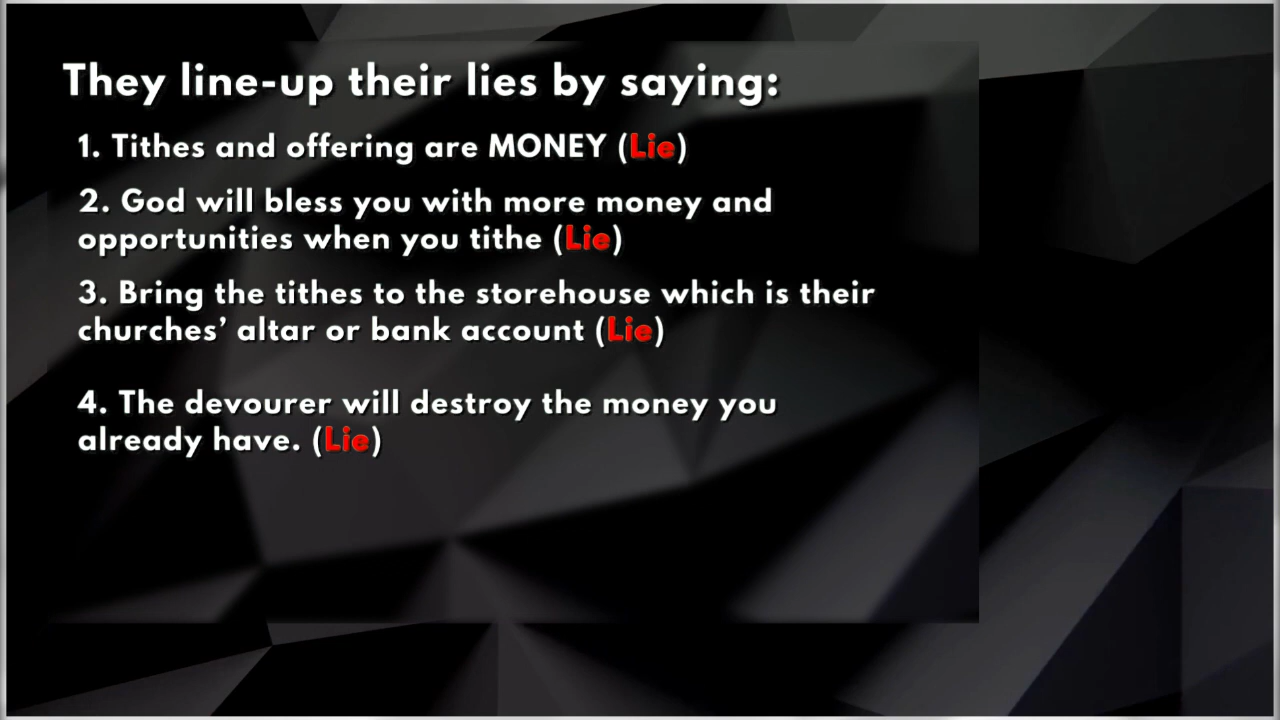 They line-up their lies by saying:
1. Tithes and offering are MONEY (Lie)
2. God will bless you with more money and
opportunities when you tithe (Lie)
3. Bring the tithes to the storehouse which is their
churches’ altar or bank account (Lie)
4. The devourer will destroy the money you
already have. (Lie)